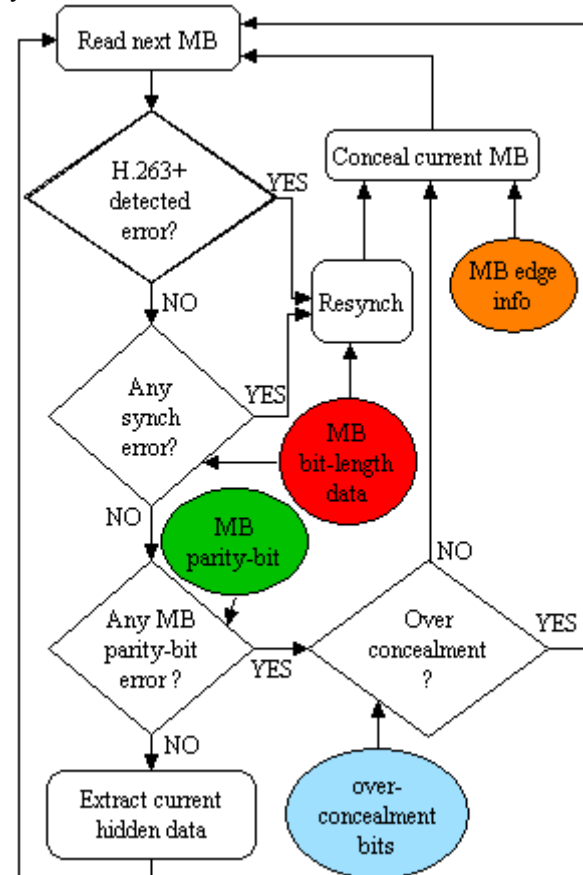 Read next MB
H.263+
detected
error?
YES
Conceal current MB
MB edge
info
NO
Resynch
Any
synch
error?
YES
MB
bit-length
data
NO
MB
parity-bit
NO
Any MB
parity-bit
error ?
YES
Over
concealment
?
YES
NO
Extract current
hidden data
over-
concealment
bits